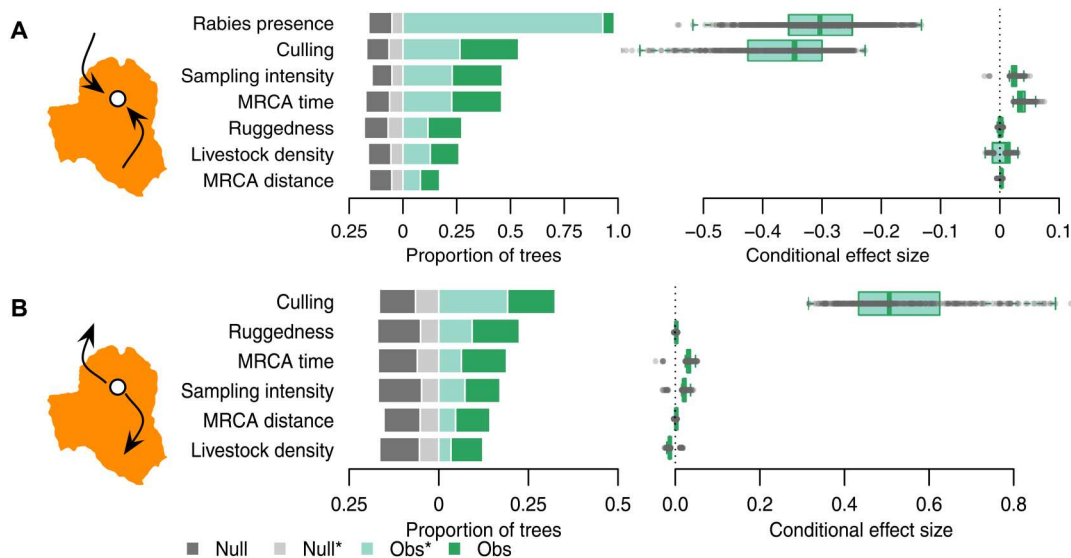 A
Rabies presence
Culling
Sampling intensity
MRCA time
Ruggedness
Livestock density
MRCA distance
0.25 0 0.25 0.5 0.75 1.0
Proportion of trees
−0.5 −0.4 −0.3 −0.2 −0.1 0 0.1
Conditional effect size
B
Culling
Ruggedness
MRCA time
Sampling intensity
MRCA distance
Livestock density
0.25 0 0.25 0.5
Proportion of trees
0.0 0.2 0.4 0.6 0.8
Conditional effect size
Null Null* Obs* Obs